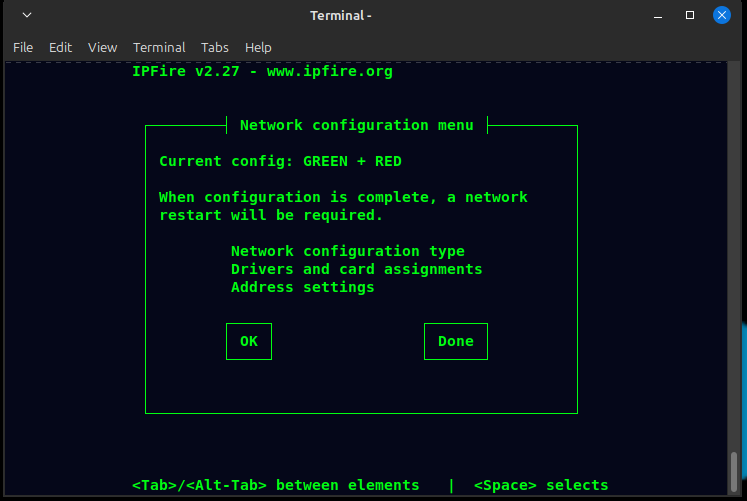 Terminal -
File Edit View Terminal Tabs Help
IPFire v2.27 - www.ipfire.org
Network configuration menu
Current config: GREEN + RED
When configuration is complete, a network
restart will be required.
Network configuration type
Drivers and card assignments
Address settings
OK Done
<Tab>/<Alt-Tab> between elements | <Space> selects